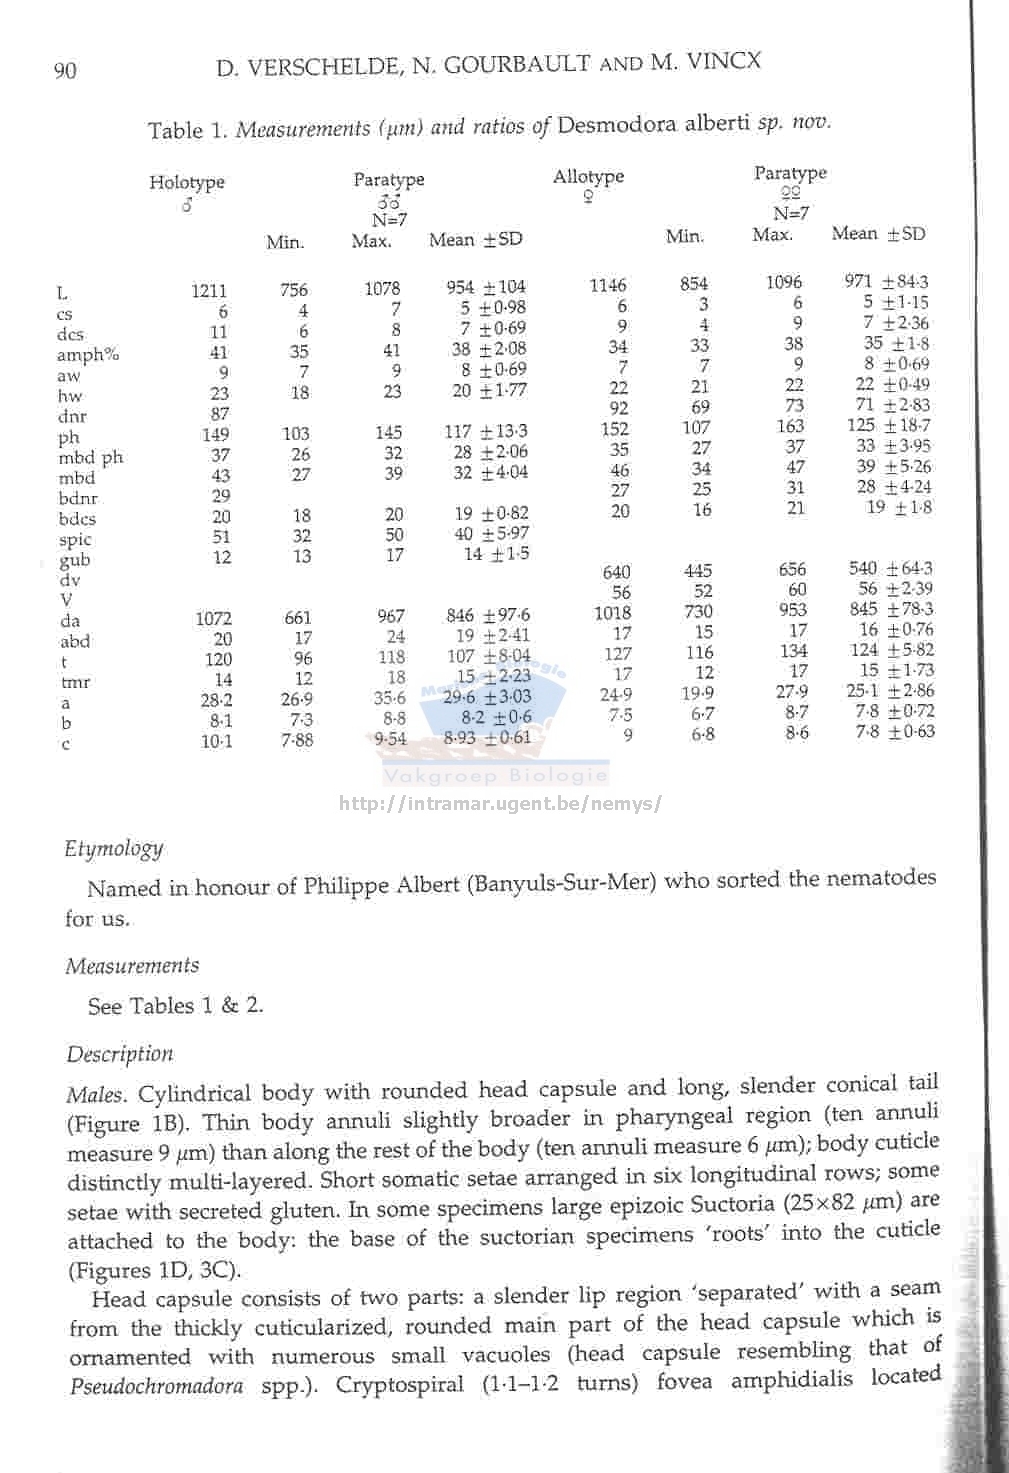 90 D. VERSCHELDE, N. GOURBAULT AND M. VINCX
Table 1. Measurements (μm) and ratios of Desmodora alberti sp. nov.
Holotype Paratype Allotype Paratype
♂ ♂♂ ♀ ♀♀
N=7 N=7
Min. Max. Mean ±SD Min. Max. Mean ±SD
L 1211 756 1078 954 ±104 1146 854 1096 971 ±84·3
cs 6 4 7 5 ±0·98 6 3 6 5 ±1·15
dcs 11 6 8 7 ±0·69 9 4 9 7 ±2·36
amph% 41 35 41 38 ±2·08 34 33 38 35 ±1·8
aw 9 7 9 8 ±0·69 7 7 9 8 ±0·69
hw 23 18 23 20 ±1·77 22 21 22 22 ±0·49
dnr 87 92 69 73 71 ±2·83
ph 149 103 145 117 ±13·3 152 107 163 125 ±18·7
mbd ph 37 26 32 28 ±2·06 35 27 37 33 ±3·95
mbd 43 27 39 32 ±4·04 46 34 47 39 ±5·26
bdnr 29 27 25 31 28 ±4·24
bdcs 20 18 20 19 ±0·82 20 16 21 19 ±1·8
spic 51 32 50 40 ±5·97
gub 12 13 17 14 ±1·5
dv 640 445 656 540 ±64·3
V 56 52 60 56 ±2·39
da 1072 661 967 846 ±97·6 1018 730 953 845 ±78·3
abd 20 17 24 19 ±2·41 17 15 17 16 ±0·76
t 120 96 118 107 ±8·04 127 116 134 124 ±5·82
tmr 14 12 18 15 ±2·23 17 12 17 15 ±1·73
a 28·2 26·9 35·6 29·6 ±3·03 24·9 19·9 27·9 25·1 ±2·86
b 8·1 7·3 8·8 8·2 ±0·6 7·5 6·7 8·7 7·8 ±0·72
c 10·1 7·88 9·54 8·93 ±0·61 9 6·8 8·6 7·8 ±0·63
Vakgroep Biologie
http://intramar.ugent.be/nemys/
Etymology
Named in honour of Philippe Albert (Banyuls-Sur-Mer) who sorted the nematodes
for us.
Measurements
See Tables 1 & 2.
Description
Males. Cylindrical body with rounded head capsule and long, slender conical tail
(Figure 1B). Thin body annuli slightly broader in pharyngeal region (ten annuli
measure 9 μm) than along the rest of the body (ten annuli measure 6 μm); body cuticle
distinctly multi-layered. Short somatic setae arranged in six longitudinal rows; some
setae with secreted gluten. In some specimens large epizoic Suctoria (25×82 μm) are
attached to the body: the base of the suctorian specimens 'roots' into the cuticle
(Figures 1D, 3C).
Head capsule consists of two parts: a slender lip region 'separated' with a seam
from the thickly cuticularized, rounded main part of the head capsule which is
ornamented with numerous small vacuoles (head capsule resembling that of
Pseudochromadora spp.). Cryptospiral (1·1–1·2 turns) fovea amphidialis located